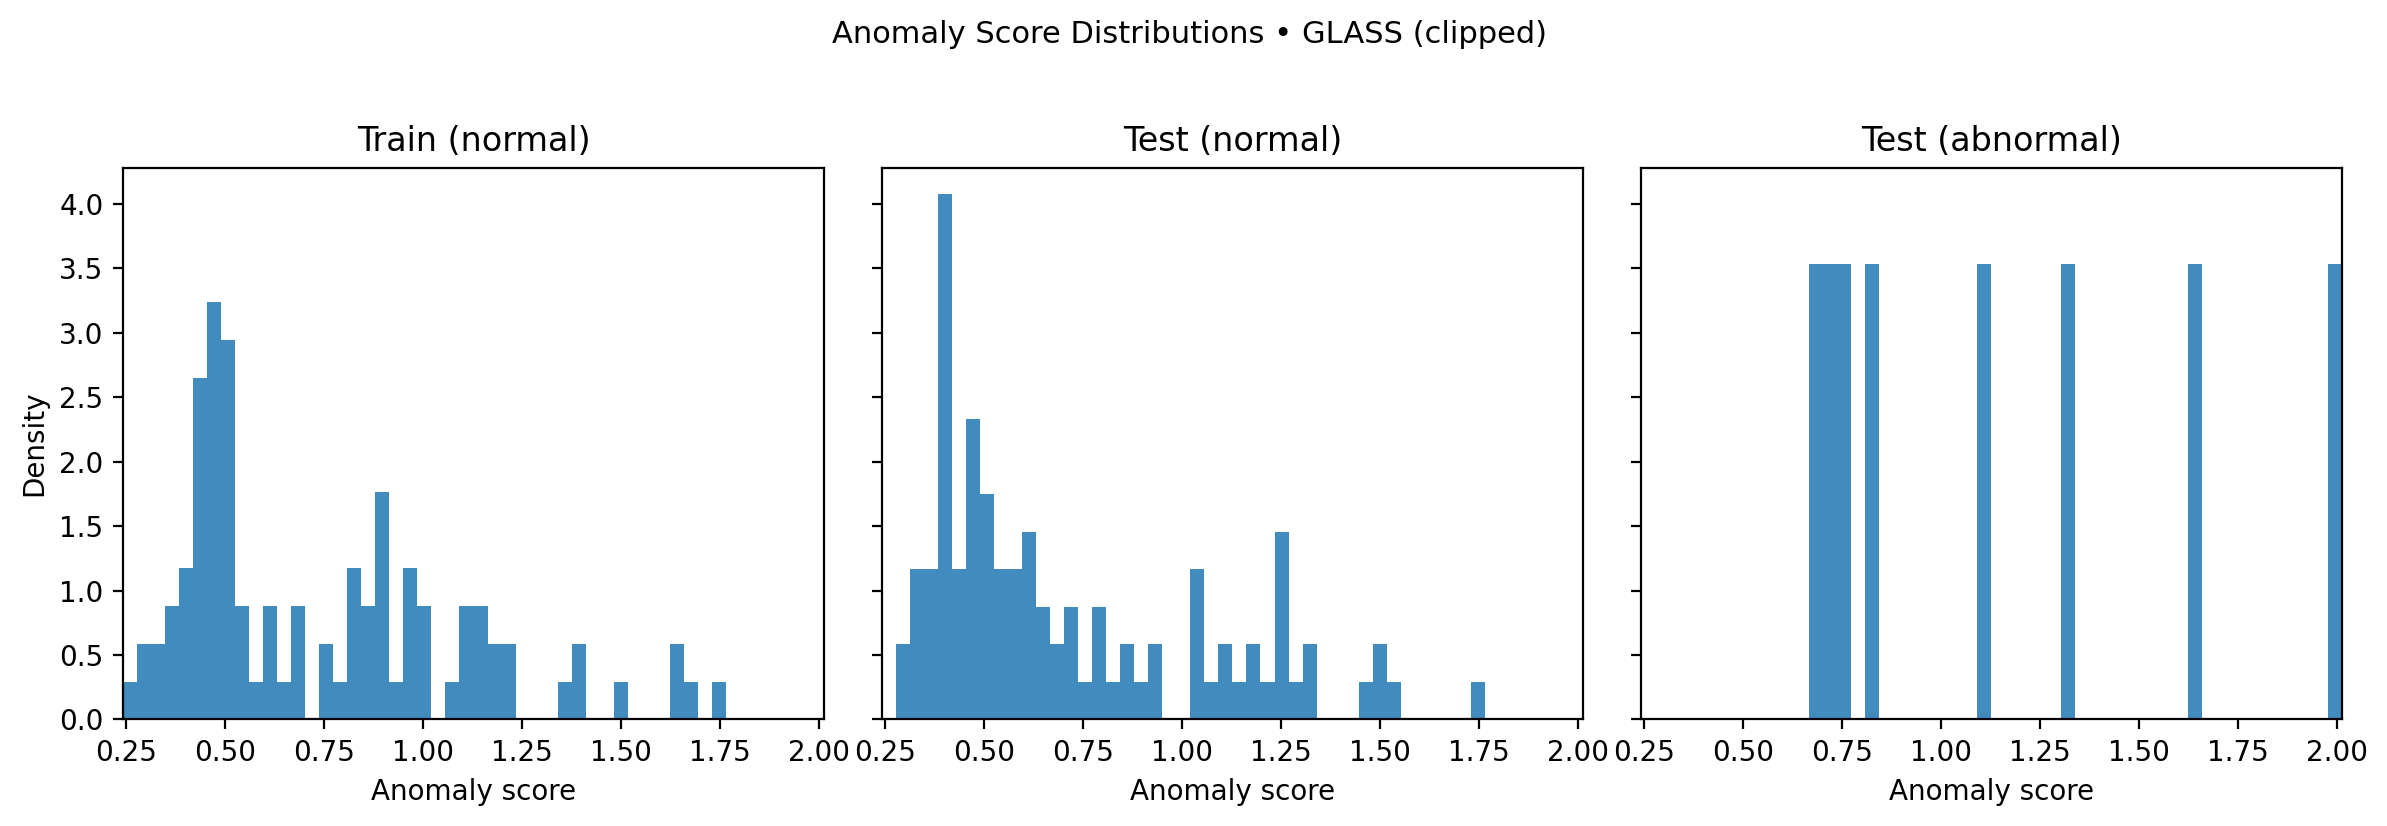 Anomaly Score Distributions • GLASS (clipped)
Train (normal)
Test (normal)
Test (abnormal)
Density
4.0
3.5
3.0
2.5
2.0
1.5
1.0
0.5
0.0
0.25 0.50 0.75 1.00 1.25 1.50 1.75 2.00
0.25 0.50 0.75 1.00 1.25 1.50 1.75 2.00
0.25 0.50 0.75 1.00 1.25 1.50 1.75 2.00
Anomaly score
Anomaly score
Anomaly score